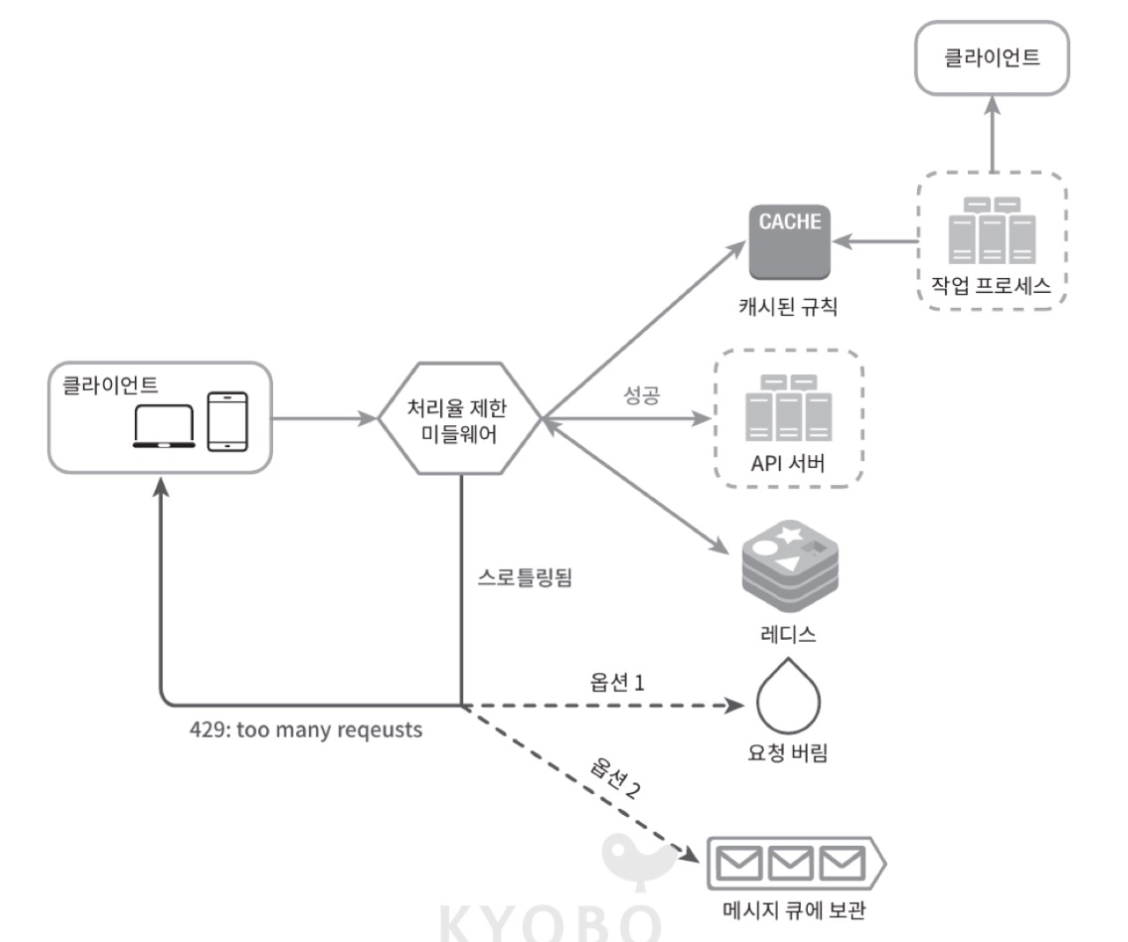 클라이언트
CACHE
캐시된 규칙
작업 프로세스
클라이언트
처리율 제한
미들웨어
성공
API 서버
스로틀링됨
레디스
옵션 1
429: too many reqeusts
요청 버림
옵션 2
메시지 큐에 보관
KYOBO